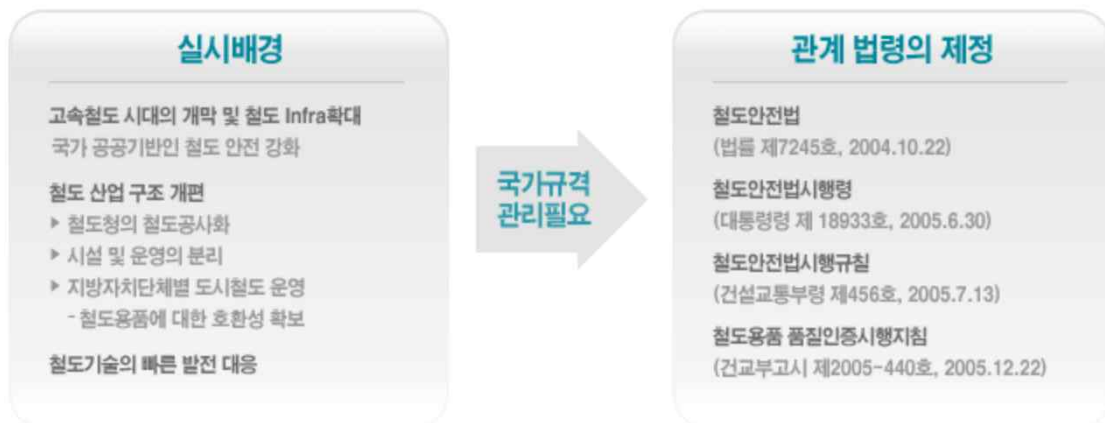 실시배경
고속철도 시대의 개막 및 철도 Infra확대
국가 공공기반인 철도 안전 강화
철도 산업 구조 개편
▶ 철도청의 철도공사화
▶ 시설 및 운영의 분리
▶ 지방자치단체별 도시철도 운영
- 철도용품에 대한 호환성 확보
철도기술의 빠른 발전 대응
국가규격
관리필요
관계 법령의 제정
철도안전법
(법률 제7245호, 2004.10.22)
철도안전법시행령
(대통령령 제 18933호, 2005.6.30)
철도안전법시행규칠
(건설교통부령 제456호, 2005.7.13)
철도용품 품질인증시행지침
(건교부고시 제2005-440호, 2005.12.22)